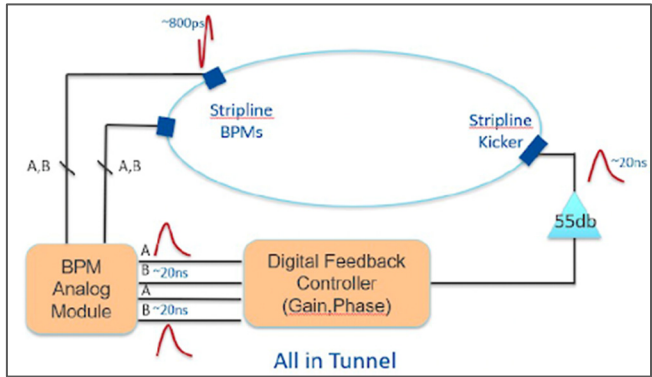 ~800ps
Stripline
BPMs
Stripline
Kicker
~20ns
A,B
A,B
55db
BPM
Analog
Module
A
B ~20ns
A
B ~20ns
Digital Feedback
Controller
(Gain,Phase)
All in Tunnel